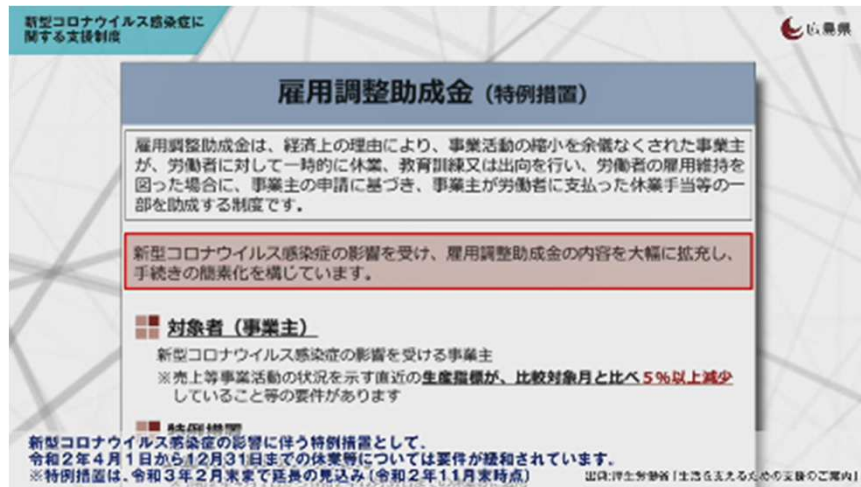 新型コロナウイルス感染症に
関する支援制度
広島県
雇用調整助成金（特例措置）
雇用調整助成金は、経済上の理由により、事業活動の縮小を余儀なくされた事業主
が、労働者に対して一時的に休業、教育訓練又は出向を行い、労働者の雇用維持を
図った場合に、事業主の申請に基づき、事業主が労働者に支払った休業手当等の一
部を助成する制度です。
新型コロナウイルス感染症の影響を受け、雇用調整助成金の内容を大幅に拡充し、
手続きの簡素化を構じています。
対象者（事業主）
新型コロナウイルス感染症の影響を受ける事業主
※売上等事業活動の状況を示す直近の生産指標が、比較対象月と比べ５％以上減少
していること等の要件があります
特例措置
新型コロナウイルス感染症の影響に伴う特例措置として、
令和２年４月１日から12月31日までの休業等については要件が緩和されています。
※特例措置は、令和３年２月末まで延長の見込み（令和２年11月末時点）
出典:厚生労働省「生活を支えるための支援のご案内」